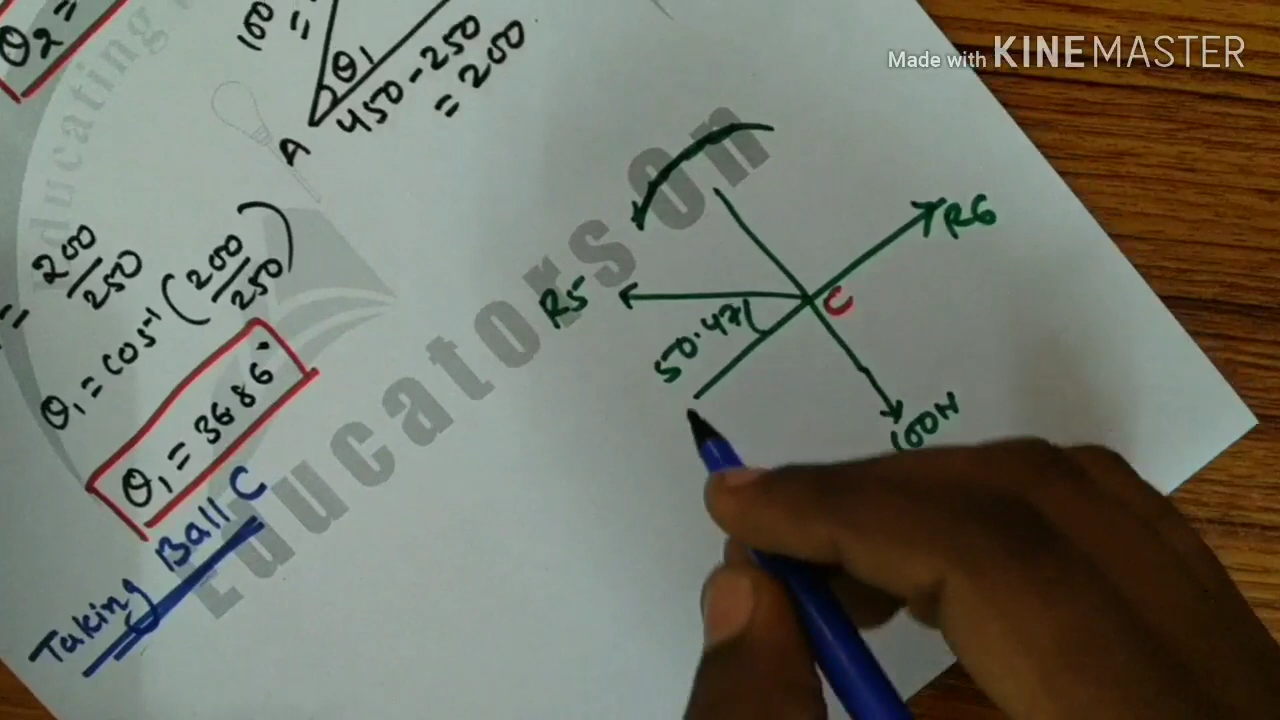 Made with KINEMASTER
Educators On
θ2 =
100
=
θ1
450-250
= 200
A
= 200/250
θ1 = cos⁻¹ (200/250)
θ1 = 36.86°
Taking Ball C
R5
50.47
C
R6
100N